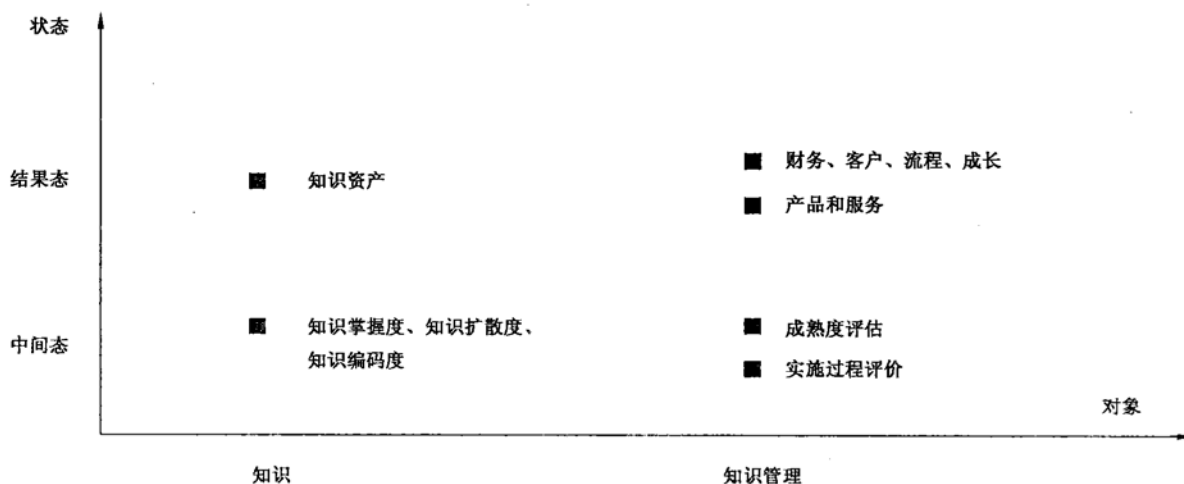 状态
结果态
知识资产
财务、客户、流程、成长
产品和服务
中间态
知识掌握度、知识扩散度、
知识编码度
成熟度评估
实施过程评价
对象
知识
知识管理